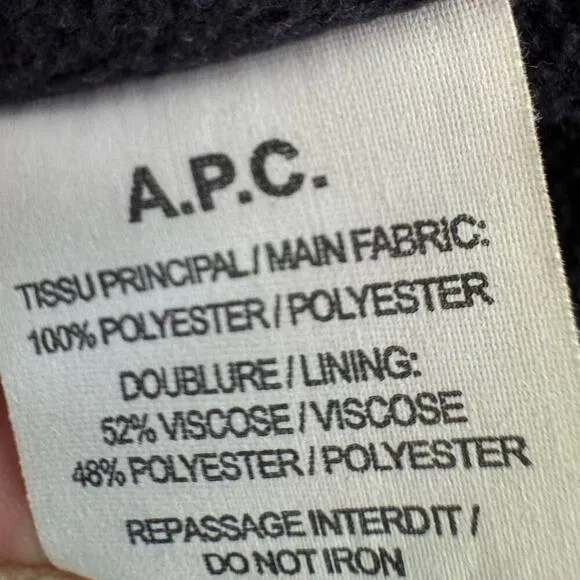 A.P.C.
TISSU PRINCIPAL / MAIN FABRIC:
100% POLYESTER / POLYESTER
DOUBLURE / LINING:
52% VISCOSE / VISCOSE
48% POLYESTER / POLYESTER
REPASSAGE INTERDIT /
DO NOT IRON